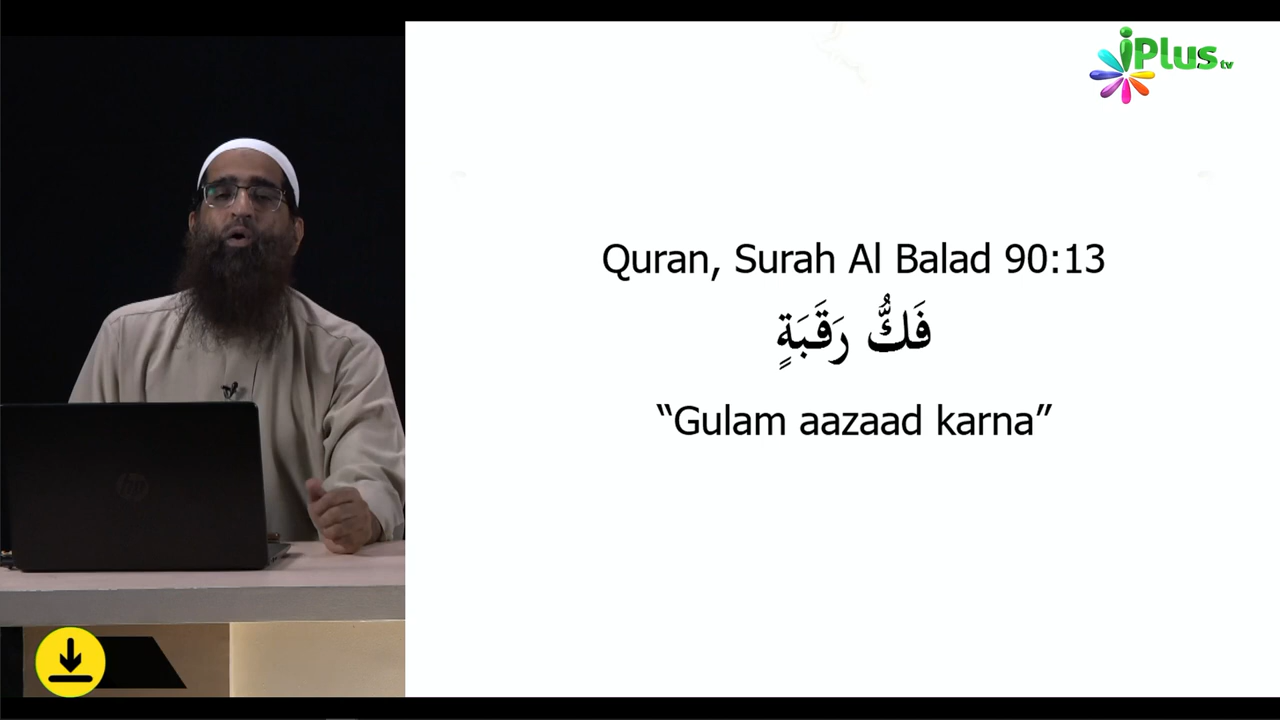 iPlus tv
Quran, Surah Al Balad 90:13
فَكُّ رَقَبَةٍ
“Gulam aazaad karna”
hp